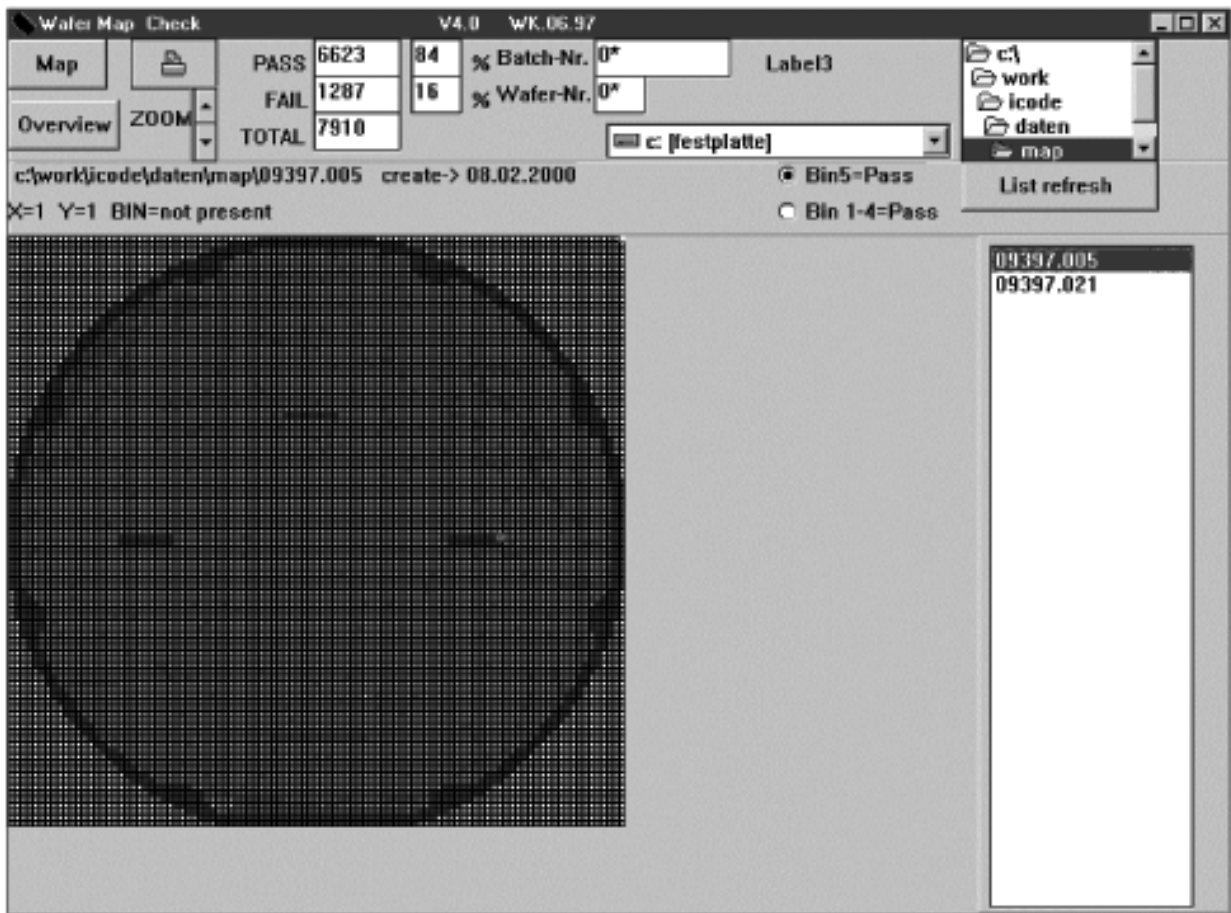 Wafer Map Check V4.0 WK.06.97
Map PASS 6623 84 % Batch-Nr. 0* Label3
FAIL 1287 16 % Wafer-Nr. 0*
Overview ZOOM TOTAL 7910
c: [festplatte]
c:\
work
icode
daten
map
List refresh
c:\work\icode\daten\map\09397.005 create-> 08.02.2000
Bin5=Pass
X=1 Y=1 BIN=not present
Bin 1-4=Pass
09397.005
09397.021